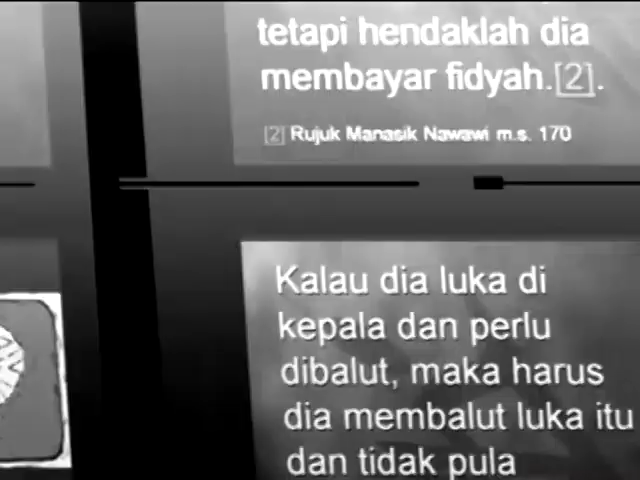 tetapi hendaklah dia
membayar fidyah.[2].
[2] Rujuk Manasik Nawawi m.s. 170
Kalau dia luka di
kepala dan perlu
dibalut, maka harus
dia membalut luka itu
dan tidak pula